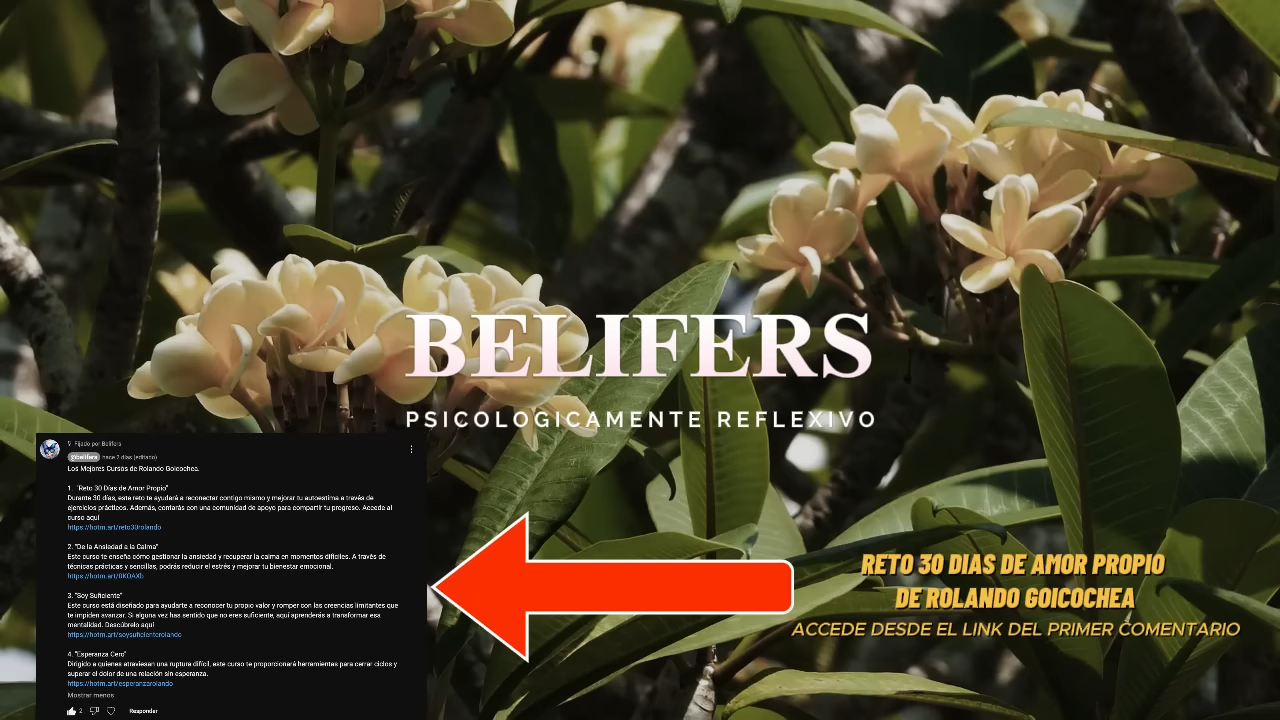 BELIFERS
PSICOLOGICAMENTE REFLEXIVO
Fijado por Belifers
@belifers hace 2 días (editado)
Los Mejores Cursos de Rolando Goicochea.
1. "Reto 30 Días de Amor Propio"
Durante 30 días, este reto te ayudará a reconectar contigo mismo y mejorar tu autoestima a través de
ejercicios prácticos. Además, contarás con una comunidad de apoyo para compartir tu progreso. Accede al
curso aquí
https://hotm.art/reto30rolando
2. "De la Ansiedad a la Calma"
Este curso te enseña cómo gestionar la ansiedad y recuperar la calma en momentos difíciles. A través de
técnicas prácticas y sencillas, podrás reducir el estrés y mejorar tu bienestar emocional.
https://hotm.art/0KOAXb
3. "Soy Suficiente"
Este curso está diseñado para ayudarte a reconocer tu propio valor y romper con las creencias limitantes que
te impiden avanzar. Si alguna vez has sentido que no eres suficiente, aquí aprenderás a transformar esa
mentalidad. Descúbrelo aquí
https://hotm.art/soysuficienterolando
4. "Esperanza Cero"
Dirigido a quienes atraviesan una ruptura difícil, este curso te proporcionará herramientas para cerrar ciclos y
superar el dolor de una relación sin esperanza.
https://hotm.art/esperanzarolando
Mostrar menos
2 Responder
RETO 30 DIAS DE AMOR PROPIO
DE ROLANDO GOICOCHEA
ACCEDE DESDE EL LINK DEL PRIMER COMENTARIO